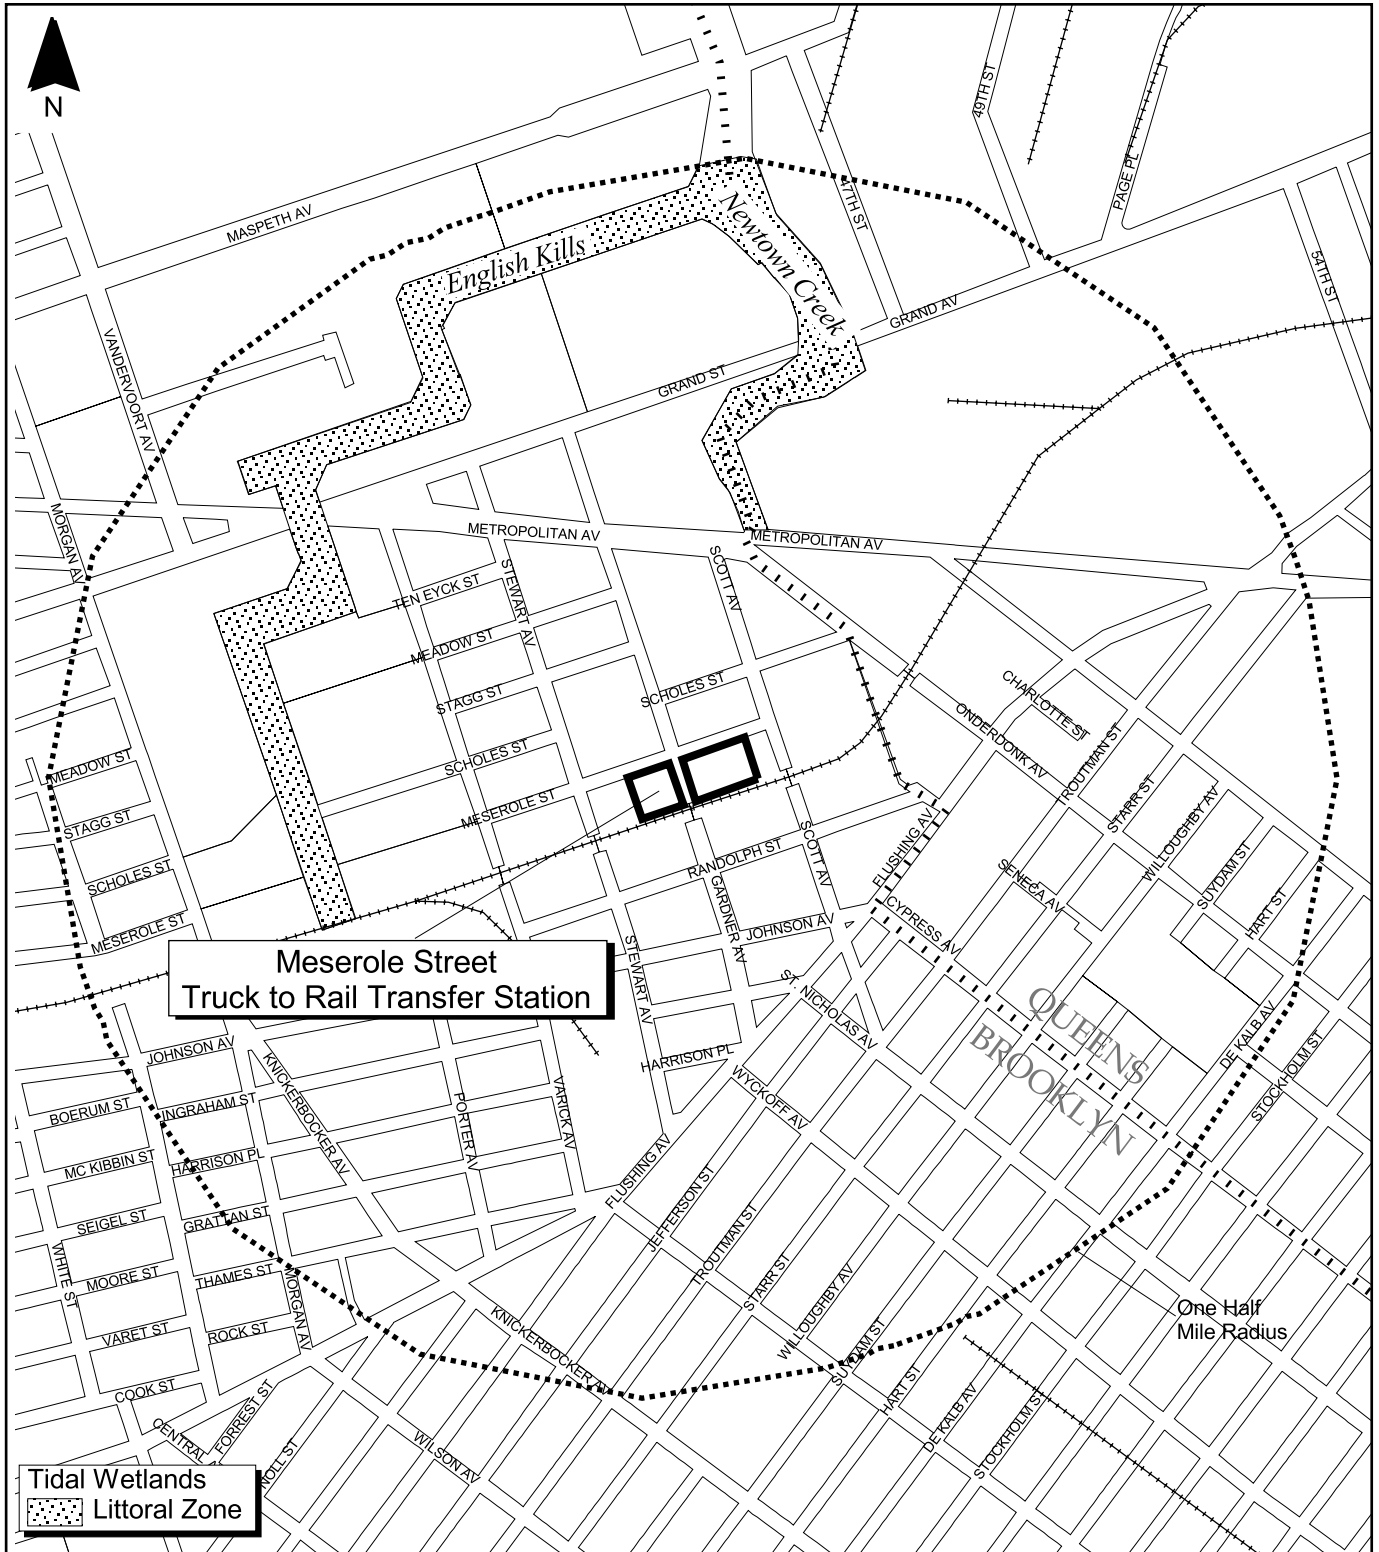 N
49TH ST
PAGE PL
47TH ST
MASPETH AV
Newtown Creek
English Kills
54TH ST
GRAND AV
VANDERVOORT AV
GRAND ST
MORGAN AV
METROPOLITAN AV
METROPOLITAN AV
SCOTT AV
STEWART AV
TEN EYCK ST
MEADOW ST
STAGG ST
SCHOLES ST
CHARLOTTE ST
ONDERDONK AV
TROUTMAN ST
SCHOLES ST
MEADOW ST
STARR ST
WILLOUGHBY AV
MESEROLE ST
STAGG ST
SCOTT AV
FLUSHING AV
RANDOLPH ST
SUYDAM ST
SCHOLES ST
SENECA AV
HART ST
GARDNER AV
CYPRESS AV
JOHNSON AV
MESEROLE ST
STEWART AV
Meserole Street
Truck to Rail Transfer Station
ST. NICHOLAS AV
QUEENS
BROOKLYN
DE KALB AV
STOCKHOLM ST
JOHNSON AV
HARRISON PL
KNICKERBOCKER AV
WYCKOFF AV
VARICK AV
PORTER AV
BOERUM ST
INGRAHAM ST
MC KIBBIN ST
HARRISON PL
FLUSHING AV
JEFFERSON ST
SEIGEL ST
GRATTAN ST
TROUTMAN ST
WHITE ST
MOORE ST
THAMES ST
MORGAN AV
STARR ST
WILLOUGHBY AV
One Half
Mile Radius
VARET ST
ROCK ST
KNICKERBOCKER AV
SUYDAM ST
HART ST
COOK ST
FORREST ST
DE KALB AV
STOCKHOLM ST
CENTRAL A
NOLL ST
WILSON AV
Tidal Wetlands
Littoral Zone